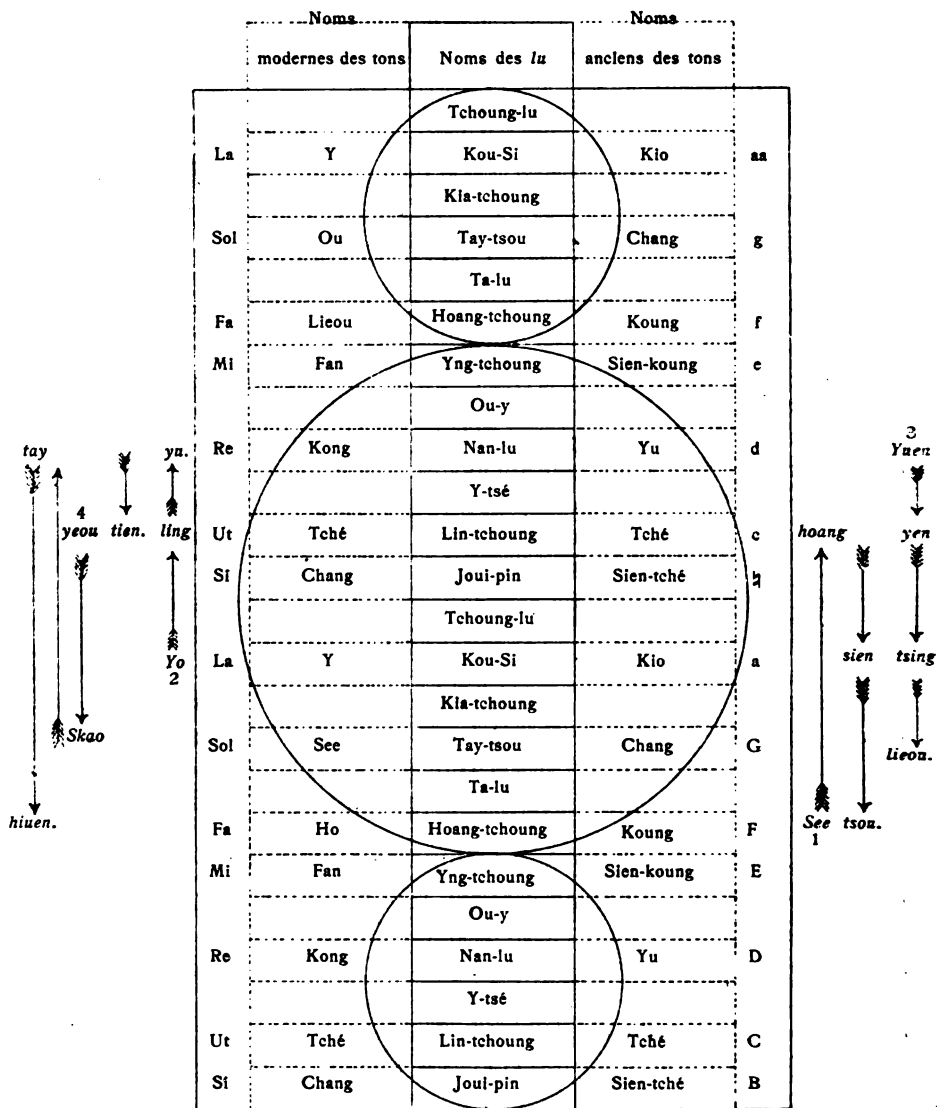 Noms Noms
modernes des tons Noms des lu anciens des tons
Tchoung-lu
La Y Kou-Si Kio aa
Kia-tchoung
Sol Ou Tay-tsou Chang g
Ta-lu
Fa Lieou Hoang-tchoung Koung f
Mi Fan Yng-tchoung Sien-koung e
Ou-y
tay yu. Re Kong Nan-lu Yu d 3 Yuen
Y-tsé
4 yeou tien. ling Ut Tché Lin-tchoung Tché c hoang yen
Si Chang Joui-pin Sien-tché ♮
Tchoung-lu
Yo 2 La Y Kou-Si Kio a sien tsing
Kia-tchoung
Skao Sol See Tay-tsou Chang G lieou.
Ta-lu
hiuen. Fa Ho Hoang-tchoung Koung F See 1 tsou.
Mi Fan Yng-tchoung Sien-koung E
Ou-y
Re Kong Nan-lu Yu D
Y-tsé
Ut Tché Lin-tchoung Tché C
Si Chang Joui-pin Sien-tché B